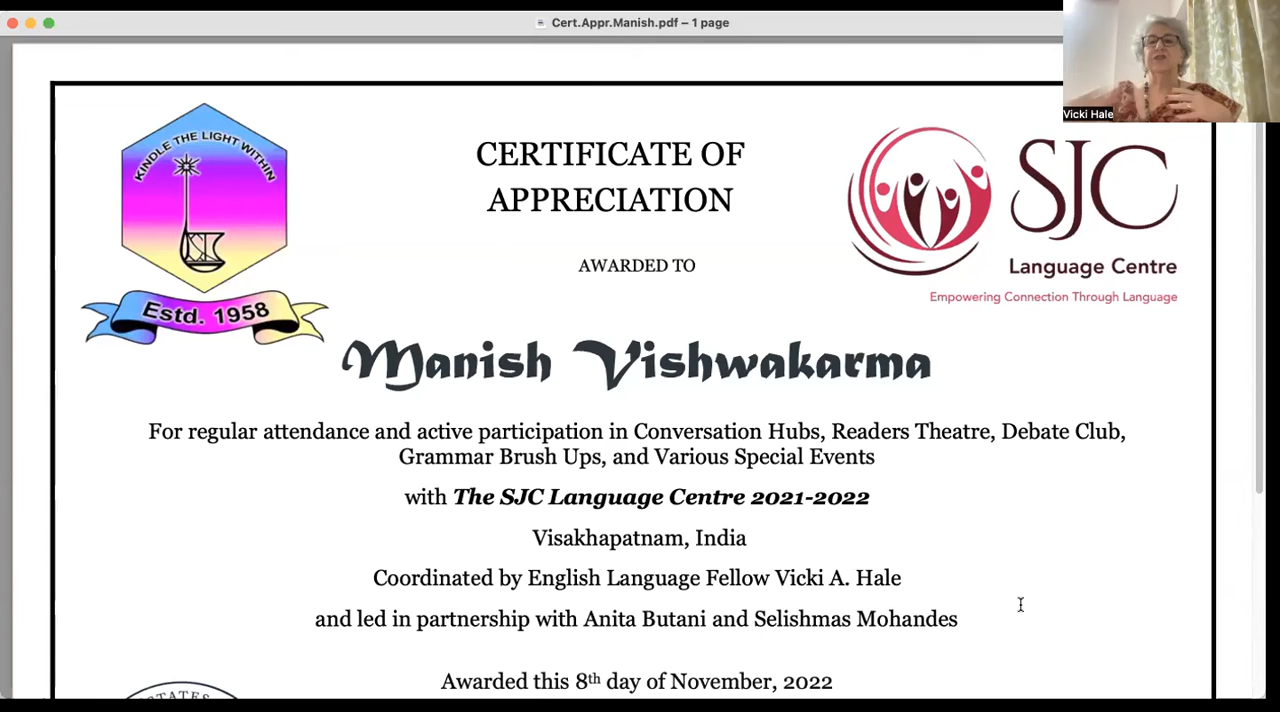 Cert.Appr.Manish.pdf – 1 page
Vicki Hale
KINDLE THE LIGHT WITHIN
Estd. 1958
CERTIFICATE OF
APPRECIATION
SJC
Language Centre
Empowering Connection Through Language
AWARDED TO
Manish Vishwakarma
For regular attendance and active participation in Conversation Hubs, Readers Theatre, Debate Club,
Grammar Brush Ups, and Various Special Events
with The SJC Language Centre 2021-2022
Visakhapatnam, India
Coordinated by English Language Fellow Vicki A. Hale
and led in partnership with Anita Butani and Selishmas Mohandes
Awarded this 8th day of November, 2022